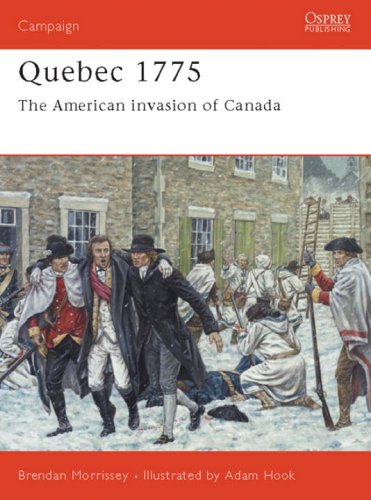 Campaign
OSPREY
PUBLISHING
Quebec 1775
The American invasion of Canada
Brendan Morrissey • Illustrated by Adam Hook